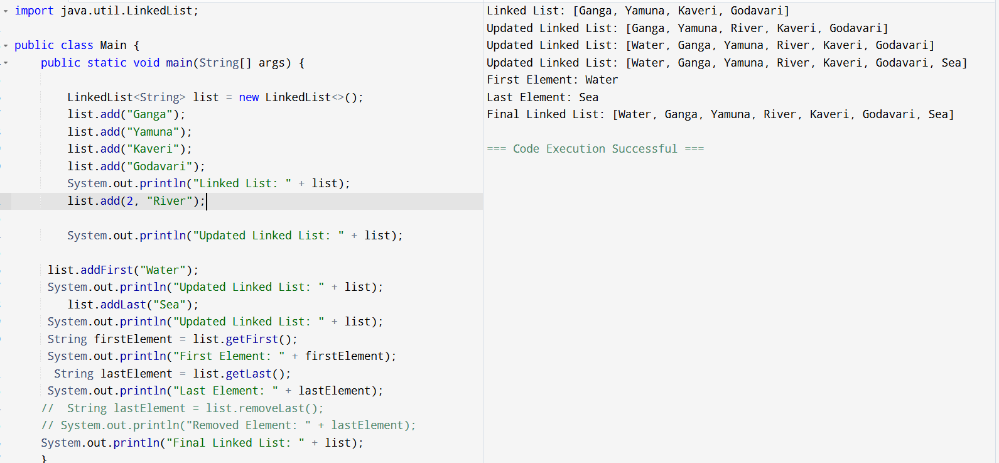 import java.util.LinkedList;
public class Main {
public static void main(String[] args) {
LinkedList<String> list = new LinkedList<>();
list.add("Ganga");
list.add("Yamuna");
list.add("Kaveri");
list.add("Godavari");
System.out.println("Linked List: " + list);
list.add(2, "River");
System.out.println("Updated Linked List: " + list);
list.addFirst("Water");
System.out.println("Updated Linked List: " + list);
list.addLast("Sea");
System.out.println("Updated Linked List: " + list);
String firstElement = list.getFirst();
System.out.println("First Element: " + firstElement);
String lastElement = list.getLast();
System.out.println("Last Element: " + lastElement);
//  String lastElement = list.removeLast();
// System.out.println("Removed Element: " + lastElement);
System.out.println("Final Linked List: " + list);
}
Linked List: [Ganga, Yamuna, Kaveri, Godavari]
Updated Linked List: [Ganga, Yamuna, River, Kaveri, Godavari]
Updated Linked List: [Water, Ganga, Yamuna, River, Kaveri, Godavari]
Updated Linked List: [Water, Ganga, Yamuna, River, Kaveri, Godavari, Sea]
First Element: Water
Last Element: Sea
Final Linked List: [Water, Ganga, Yamuna, River, Kaveri, Godavari, Sea]
=== Code Execution Successful ===